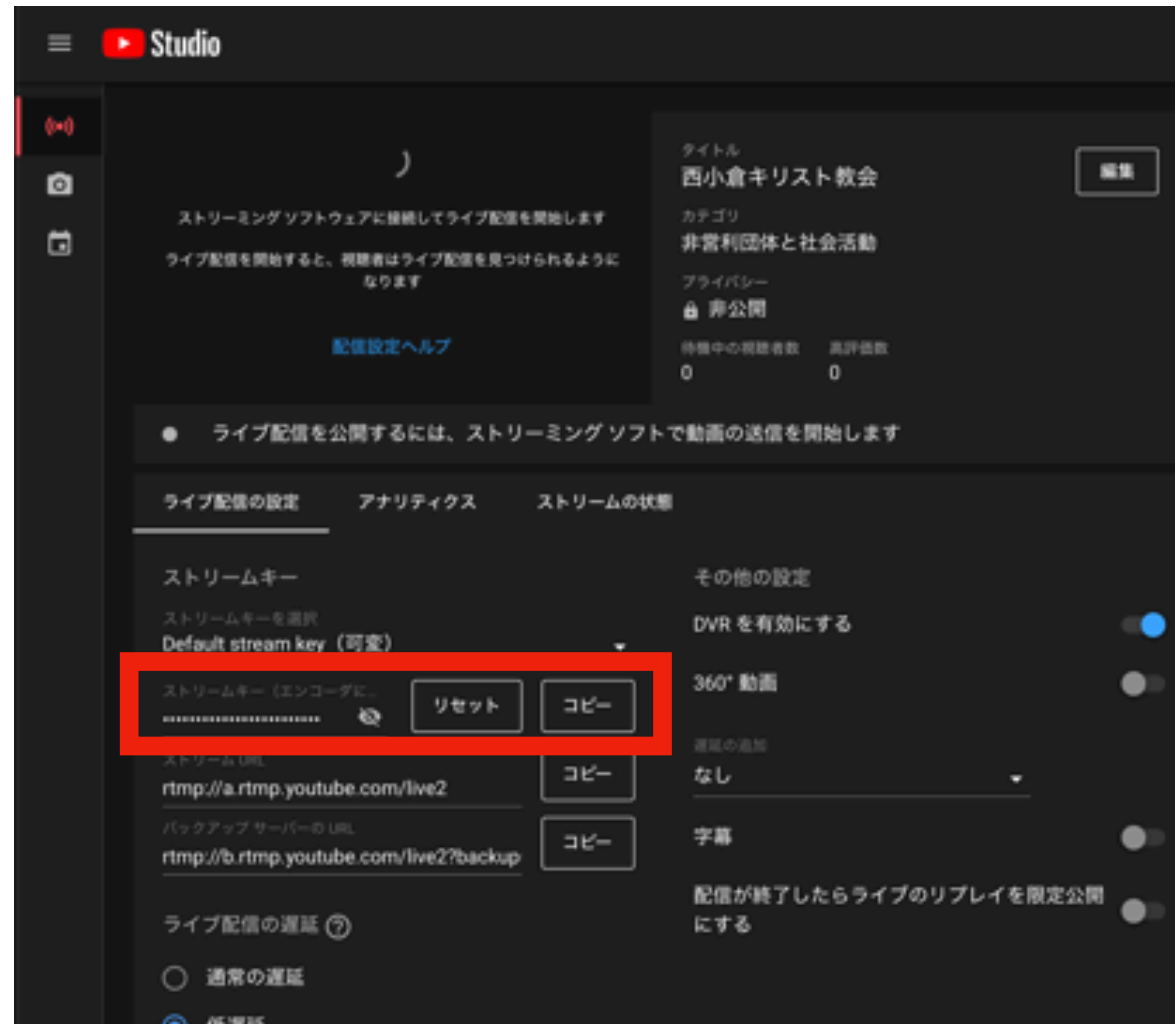 Studio
ストリーミング ソフトウェアに接続してライブ配信を開始します
ライブ配信を開始すると、視聴者はライブ配信を見つけられるように
なります
配信設定ヘルプ
タイトル
西小倉キリスト教会
編集
カテゴリ
非営利団体と社会活動
プライバシー
非公開
待機中の視聴者数 高評価数
0 0
ライブ配信を公開するには、ストリーミング ソフトで動画の送信を開始します
ライブ配信の設定 アナリティクス ストリームの状態
ストリームキー
ストリームキーを選択
Default stream key（可変）
ストリームキー（エンコーダに...
リセット コピー
ストリーム URL
rtmp://a.rtmp.youtube.com/live2
コピー
バックアップ サーバーの URL
rtmp://b.rtmp.youtube.com/live2?backup
コピー
ライブ配信の遅延
通常の遅延
低遅延
その他の設定
DVR を有効にする
360° 動画
遅延の追加
なし
字幕
配信が終了したらライブのリプレイを限定公開
にする